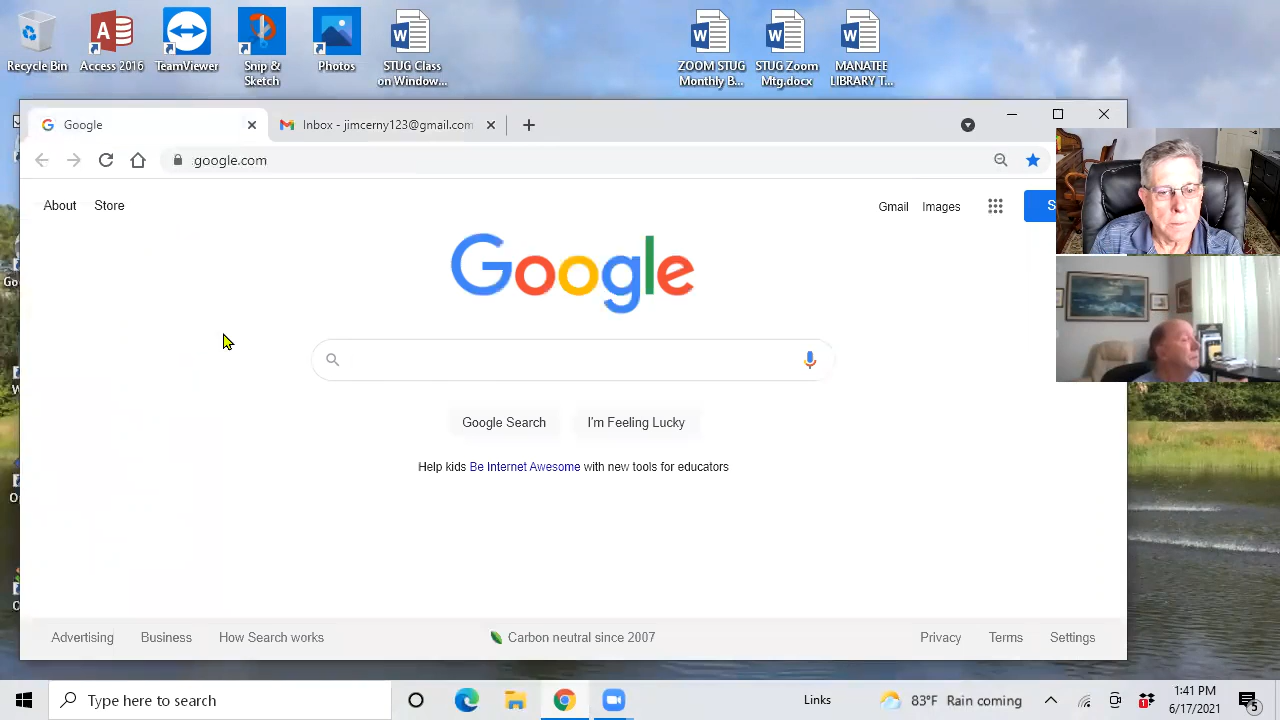 Recycle Bin
Access 2016
TeamViewer
Snip &
Sketch
Photos
STUG Class
on Window...
ZOOM STUG
Monthly B...
STUG Zoom
Mtg.docx
MANATEE
LIBRARY T...
Google
Inbox - jimcerny123@gmail.com
google.com
About
Store
Gmail
Images
S
Google
Google Search
I'm Feeling Lucky
Help kids Be Internet Awesome with new tools for educators
Advertising
Business
How Search works
Carbon neutral since 2007
Privacy
Terms
Settings
Type here to search
Links
83°F Rain coming
1
1:41 PM
6/17/2021
5